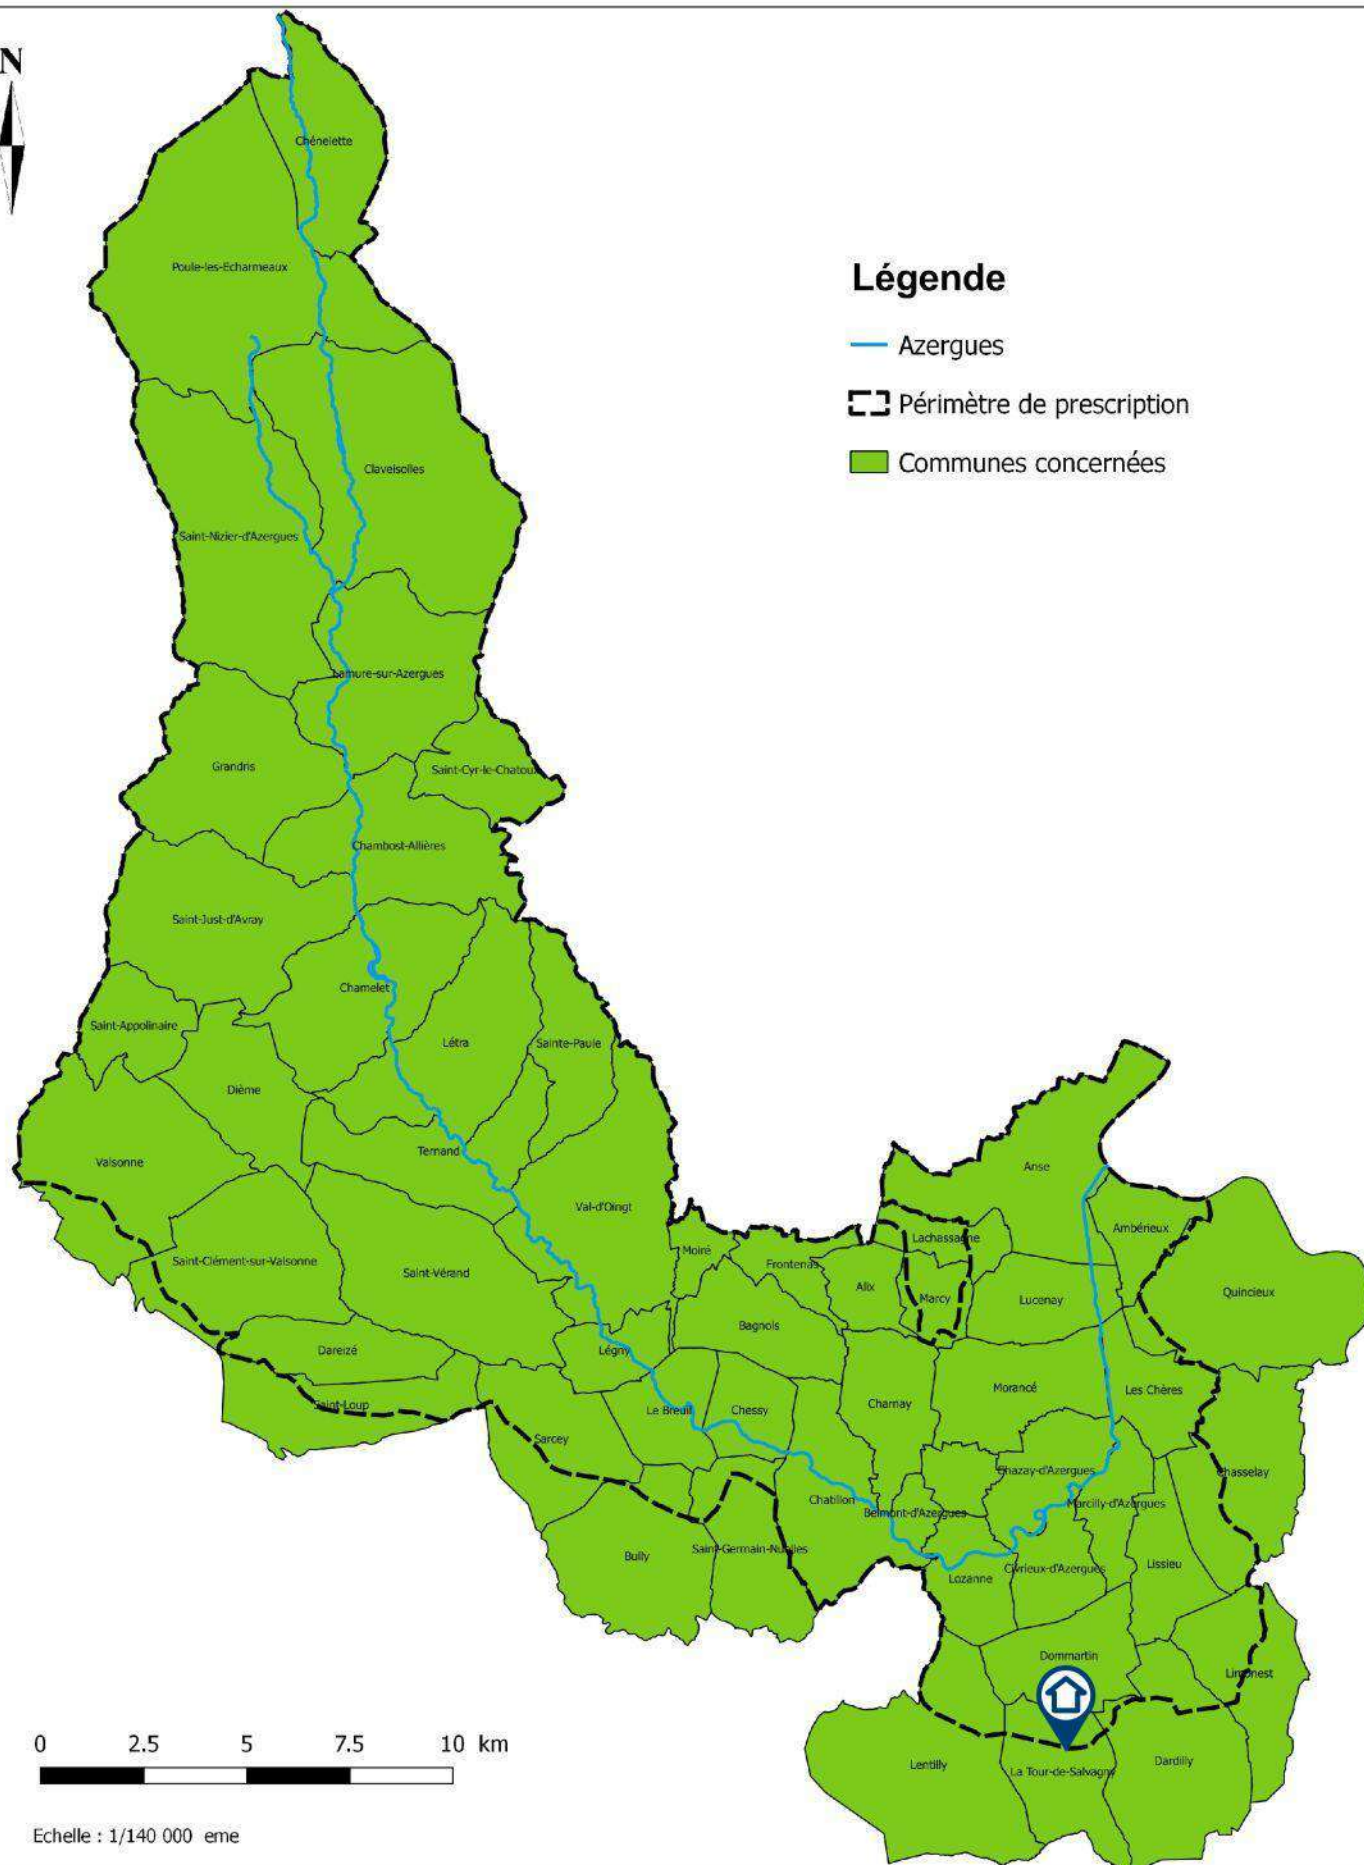 N
Chénelette
Poule-les-Echarmeaux
Légende
Azergues
Périmètre de prescription
Communes concernées
Claveisolles
Saint-Nizier-d'Azergues
Lamure-sur-Azergues
Grandris
Saint-Cyr-le-Chatoux
Chambost-Allières
Saint-Just-d'Avray
Chamelet
Saint-Appolinaire
Létra
Sainte-Paule
Dième
Ternand
Valsonne
Anse
Val-d'Oingt
Ambérieux
Lachassagne
Moiré
Frontenas
Saint-Clément-sur-Valsonne
Saint-Vérand
Alix
Marcy
Lucenay
Quincieux
Bagnols
Légny
Dareizé
Morancé
Les Chères
Charnay
Saint-Loup
Le Breuil
Chessy
Sarcey
Chazay-d'Azergues
Chasselay
Chatillon
Marcilly-d'Azergues
Belmont-d'Azergues
Bully
Saint-Germain-Nuelles
Lissieu
Civrieux-d'Azergues
Lozanne
Dommartin
Limonest
Lentilly
La Tour-de-Salvagny
Dardilly
0 2.5 5 7.5 10 km
Echelle : 1/140 000 eme